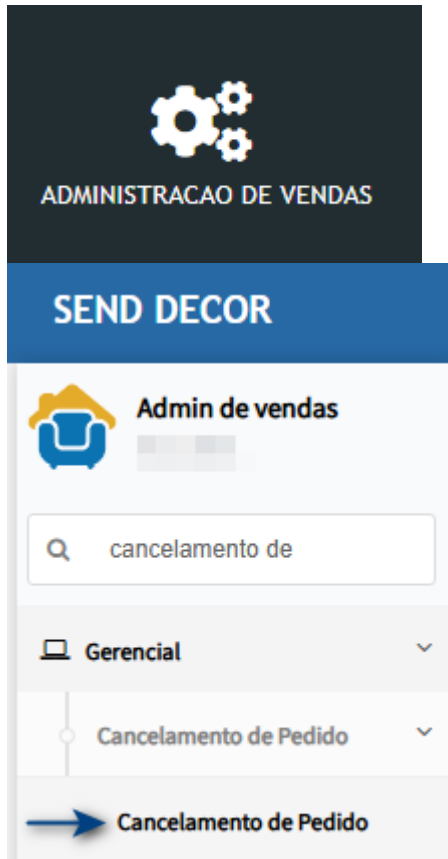 ADMINISTRACAO DE VENDAS
SEND DECOR
Admin de vendas
cancelamento de
Gerencial
Cancelamento de Pedido
Cancelamento de Pedido